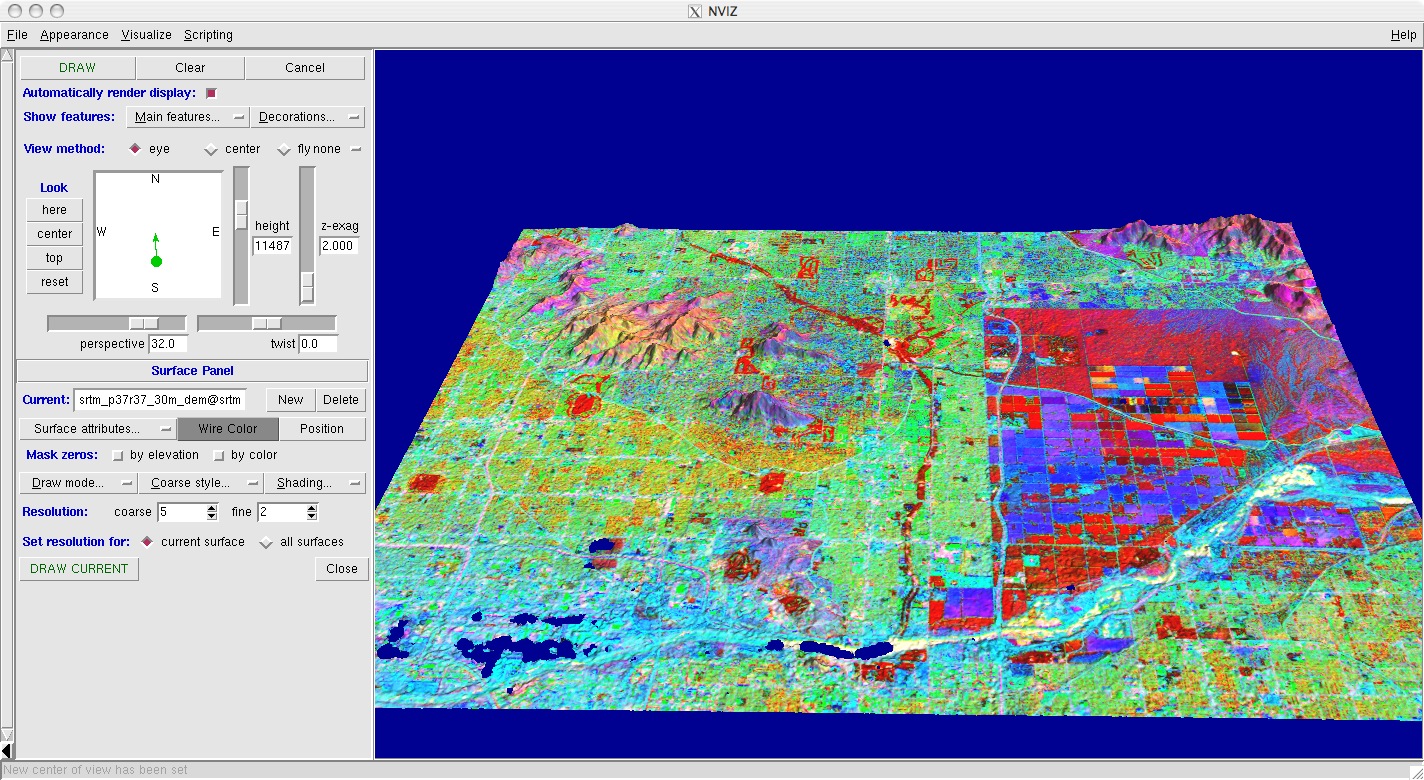 NVIZ
File Appearance Visualize Scripting Help
DRAW Clear Cancel
Automatically render display:
Show features: Main features... Decorations...
View method: eye center fly none
Look
N
here
height z-exag
center W E 11487 2.000
top
reset S
perspective 32.0 twist 0.0
Surface Panel
Current: srtm_p37r37_30m_dem@srtm New Delete
Surface attributes... Wire Color Position
Mask zeros: by elevation by color
Draw mode... Coarse style... Shading...
Resolution: coarse 5 fine 2
Set resolution for: current surface all surfaces
DRAW CURRENT Close
New center of view has been set